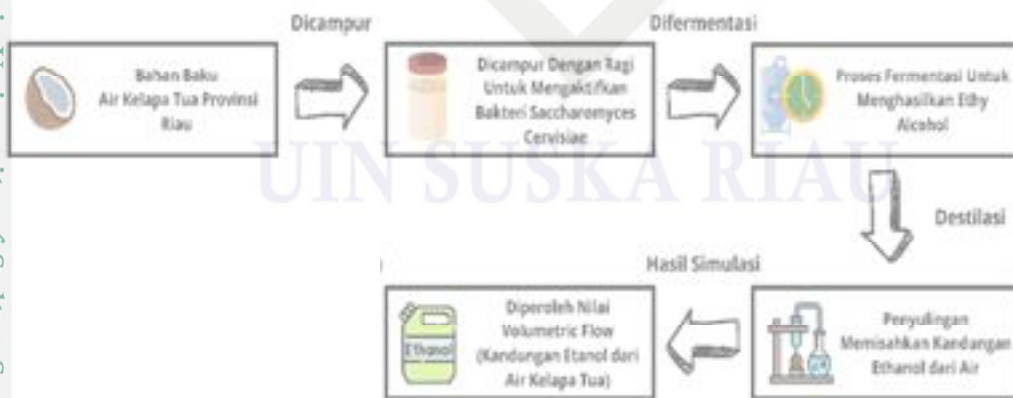 Dicampur
Difermentasi
Bahan Baku
Air Kelapa Tua Provinsi
Riau
Dicampur Dengan Ragi
Untuk Mengaktifkan
Bakteri Saccharomyces
Cervisiae
Proses Fermentasi Untuk
Menghasilkan Ethy
Alcohol
UIN SUSKA RIAU
Destilasi
Hasil Simulasi
Ethanol
Diperoleh Nilai
Volumetric Flow
(Kandungan Etanol dari
Air Kelapa Tua)
Penyulingan
Memisahkan Kandangan
Ethanol dari Air